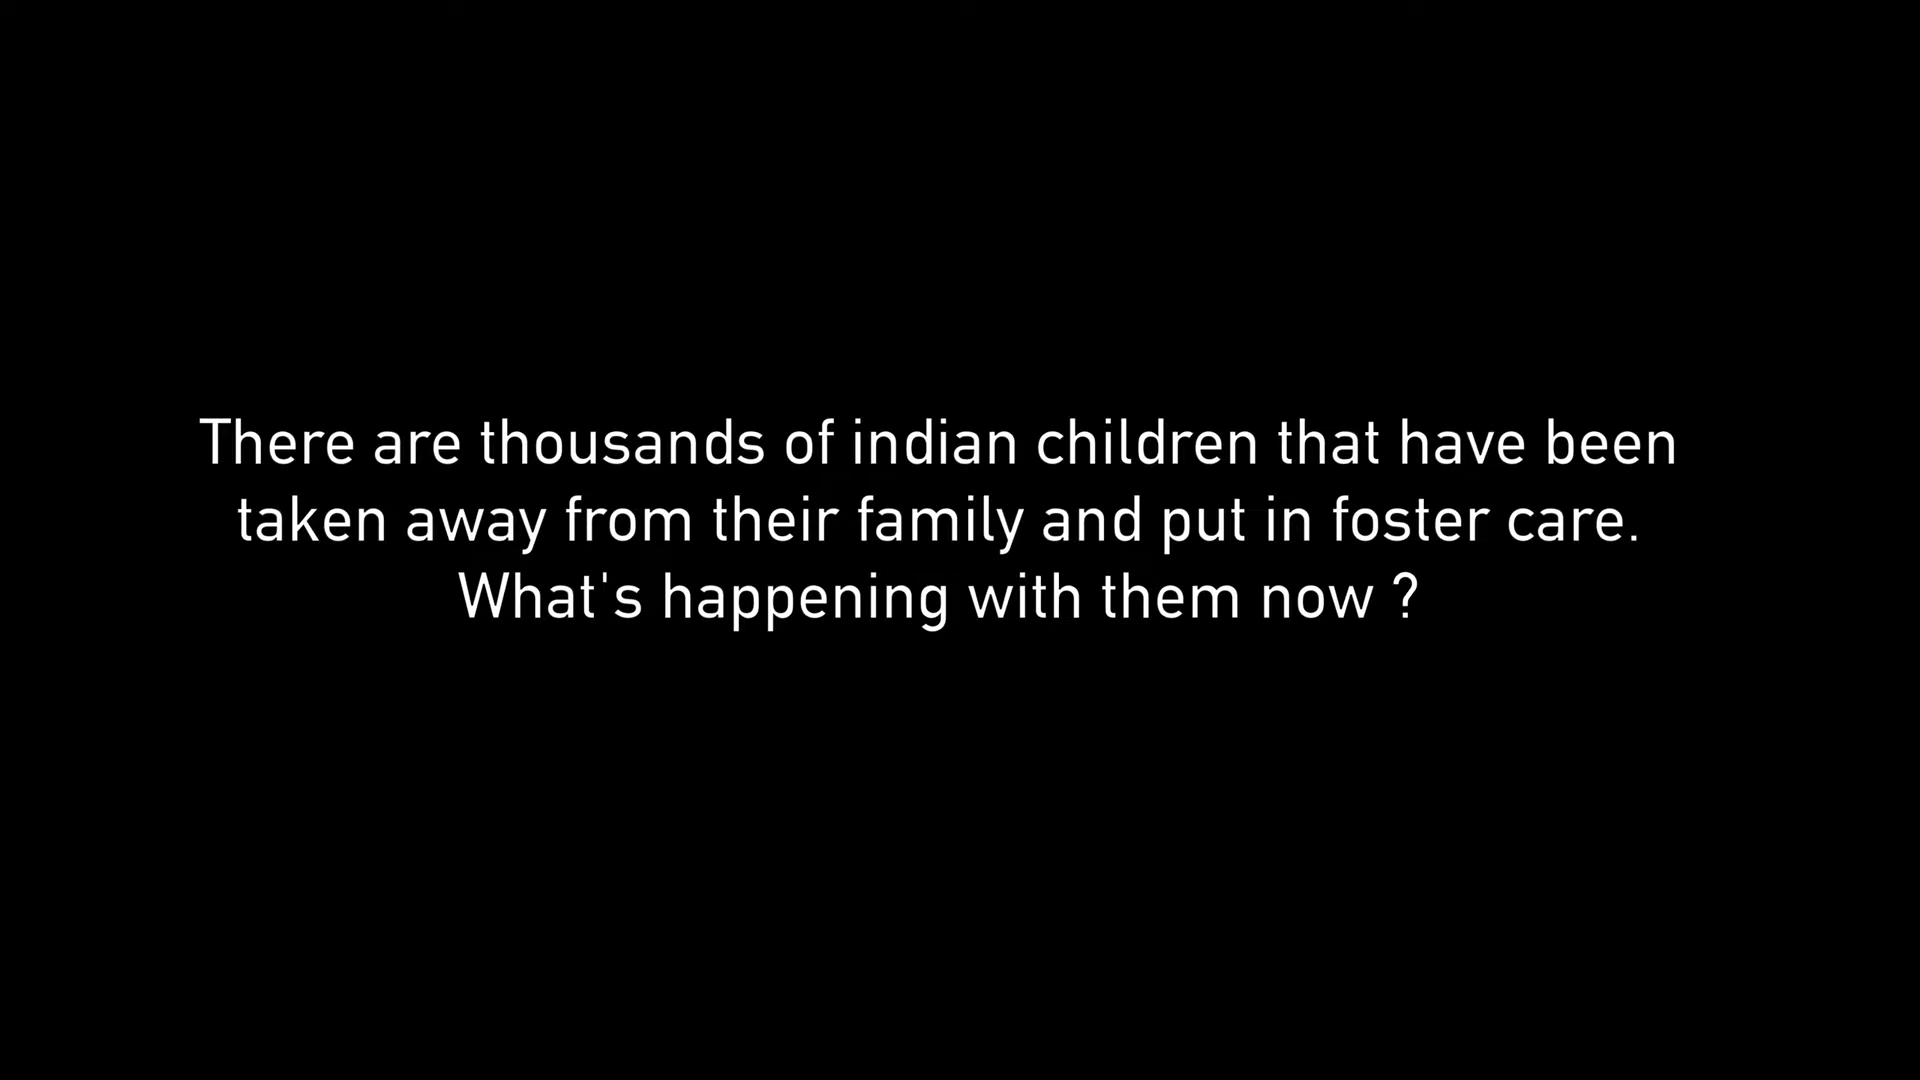 There are thousands of indian children that have been
taken away from their family and put in foster care.
What's happening with them now ?